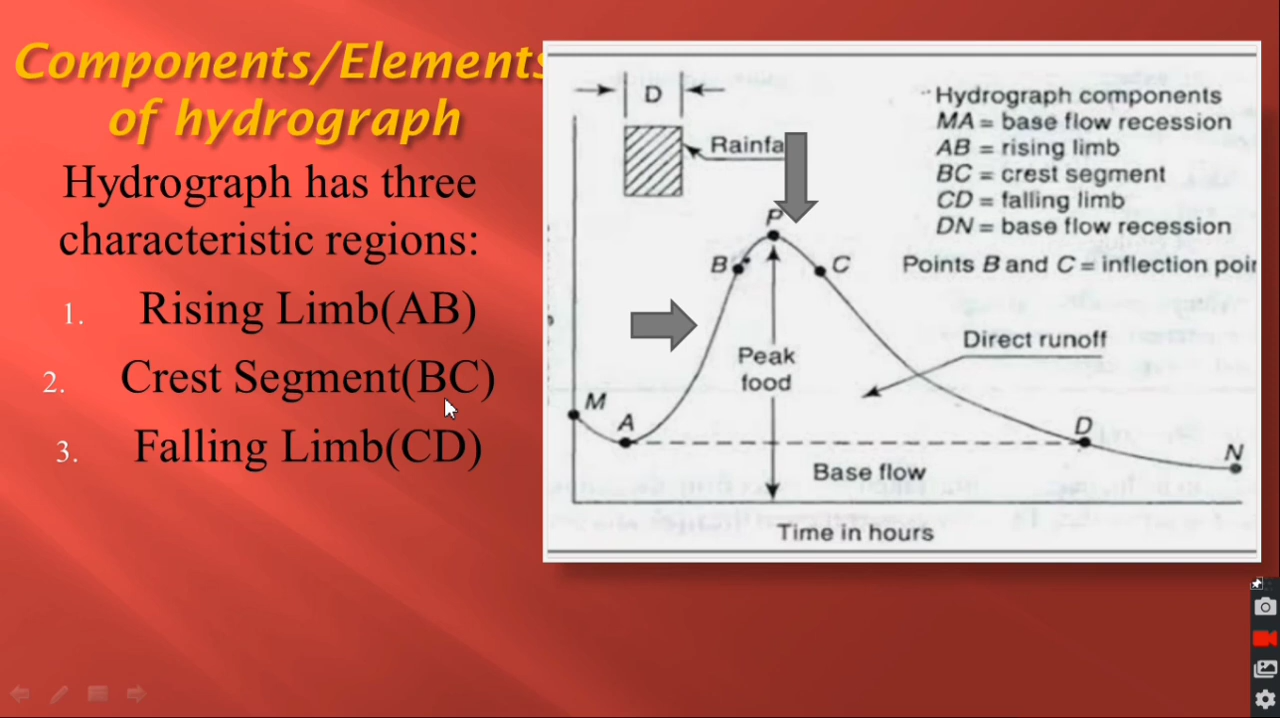 Components/Elements
of hydrograph
Hydrograph has three
characteristic regions:
1. Rising Limb(AB)
2. Crest Segment(BC)
3. Falling Limb(CD)
D
Rainfa
Hydrograph components
MA = base flow recession
AB = rising limb
BC = crest segment
CD = falling limb
DN = base flow recession
Points B and C = inflection poir
P
B
C
Direct runoff
Peak
food
M
A
D
N
Base flow
Time in hours